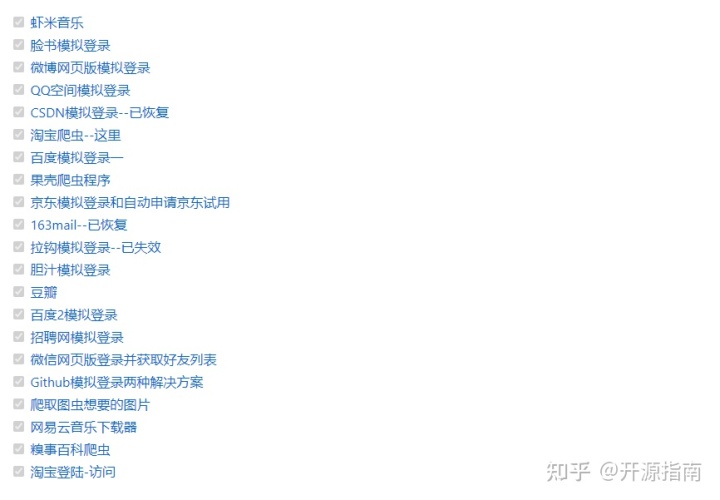 虾米音乐
脸书模拟登录
微博网页版模拟登录
QQ空间模拟登录
CSDN模拟登录--已恢复
淘宝爬虫--这里
百度模拟登录一
果壳爬虫程序
京东模拟登录和自动申请京东试用
163mail--已恢复
拉钩模拟登录--已失效
胆汁模拟登录
豆瓣
百度2模拟登录
招聘网模拟登录
微信网页版登录并获取好友列表
Github模拟登录两种解决方案
爬取图虫想要的图片
网易云音乐下载器
糗事百科爬虫
淘宝登陆-访问
知乎 @开源指南